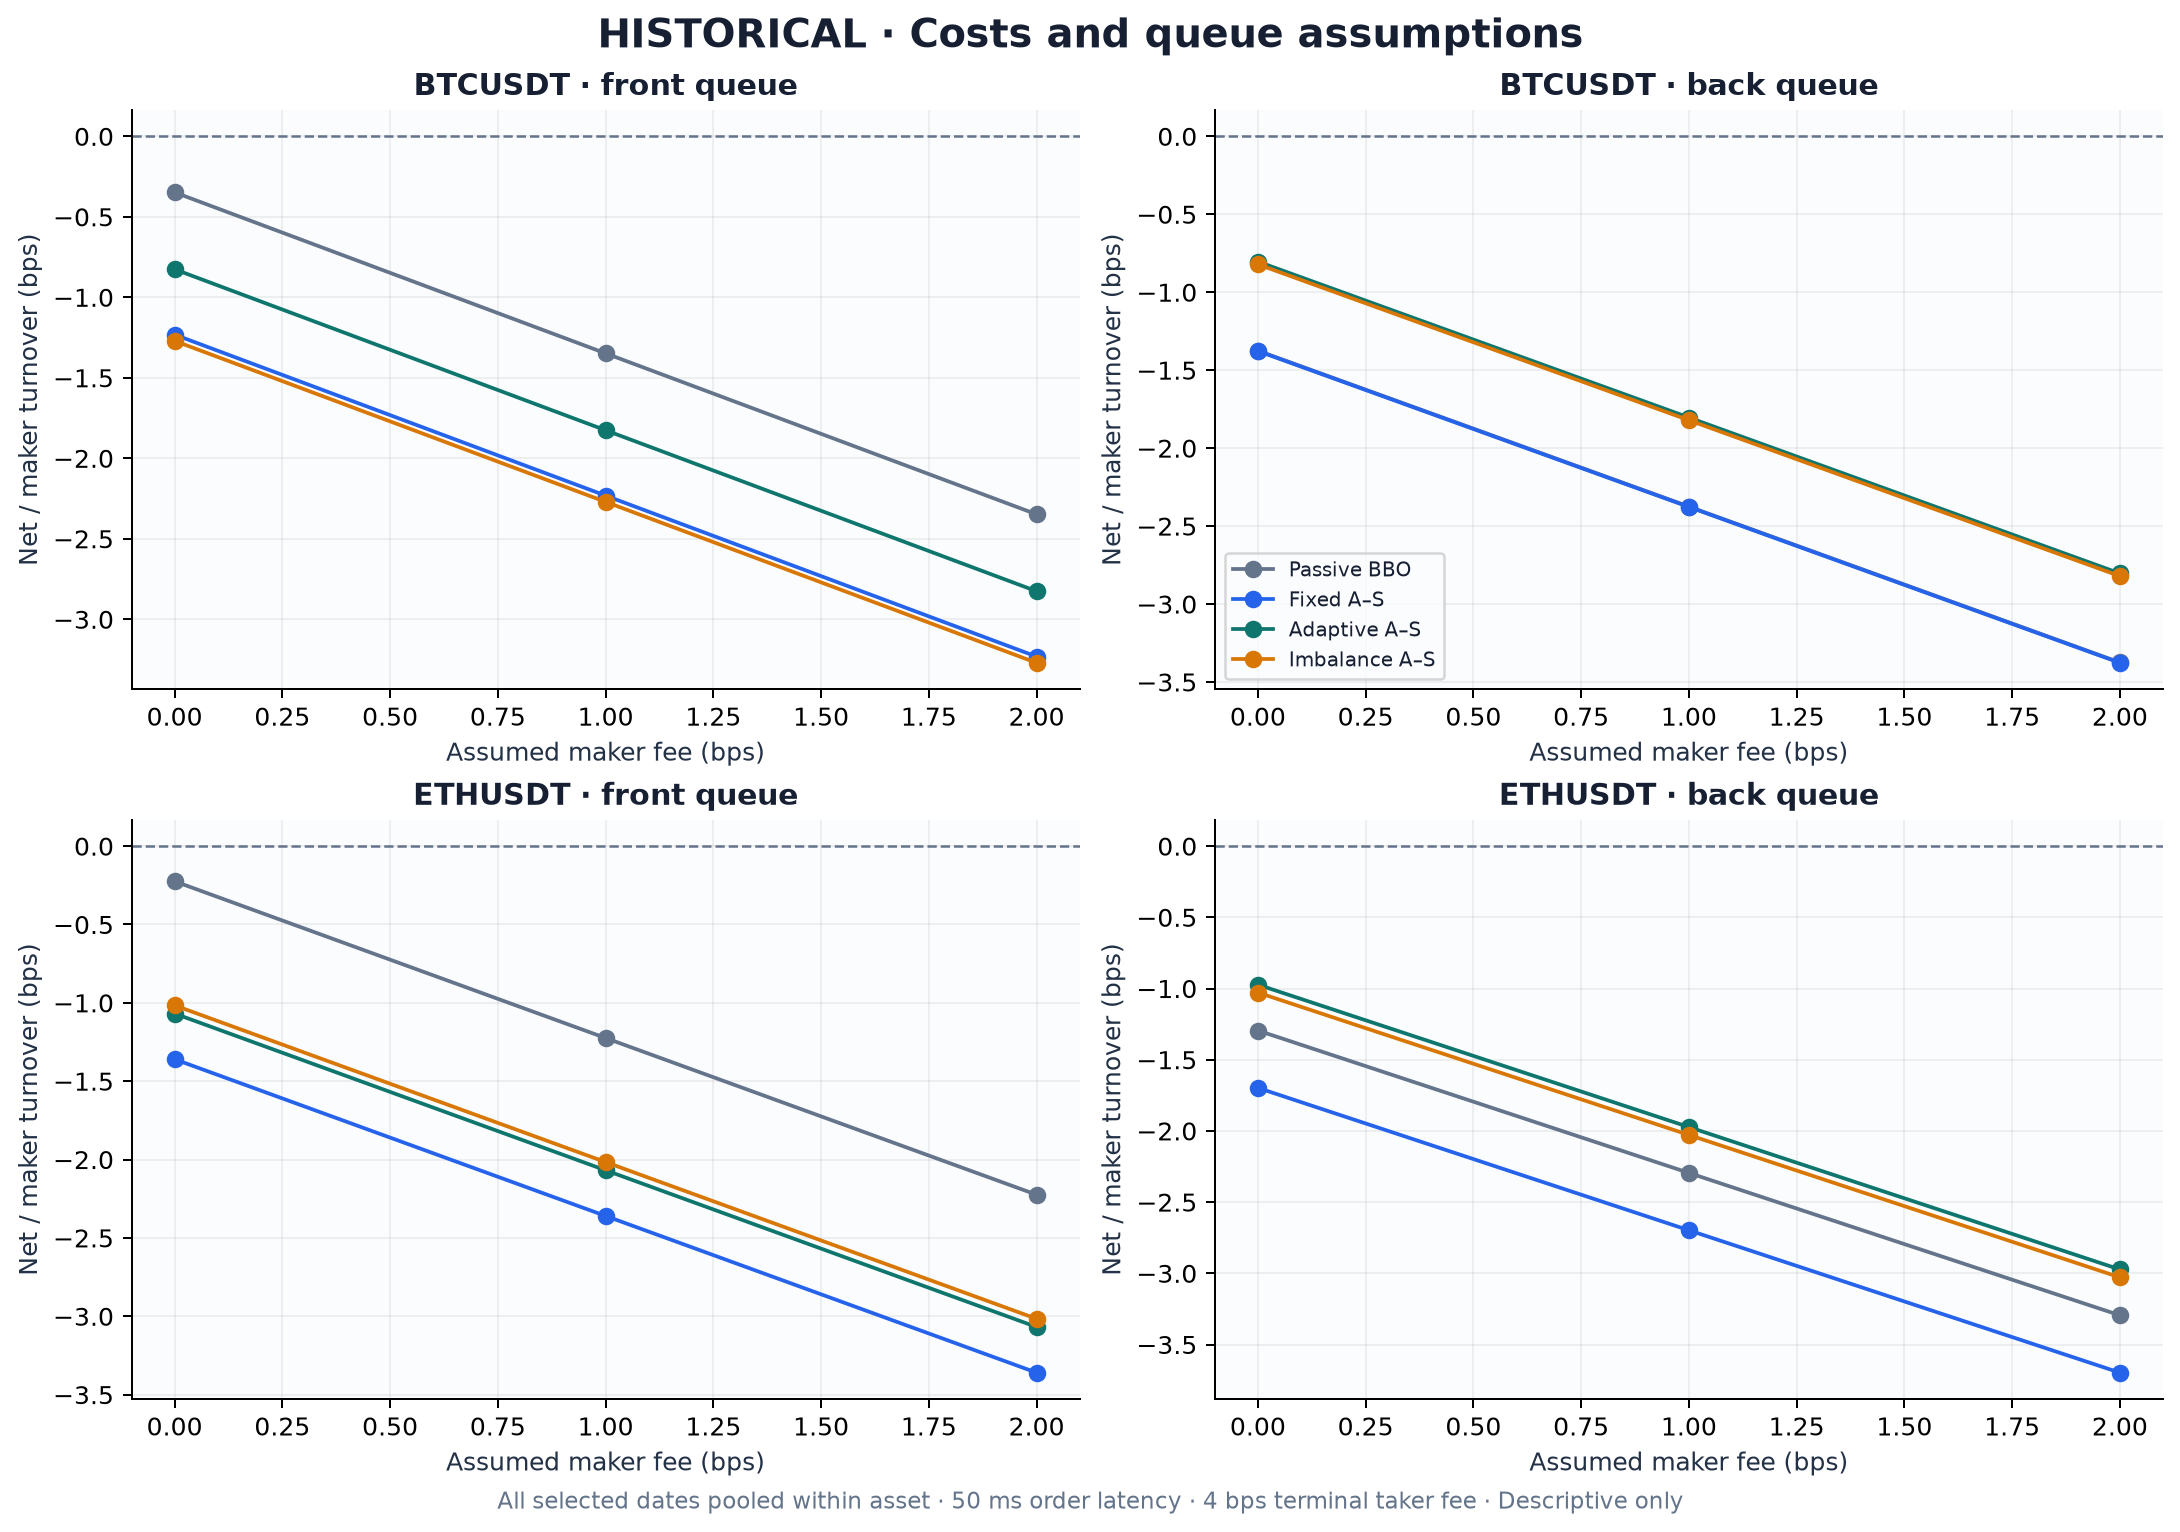 HISTORICAL · Costs and queue assumptions
BTCUSDT · front queue
Net / maker turnover (bps)
0.0
−0.5
−1.0
−1.5
−2.0
−2.5
−3.0
0.00 0.25 0.50 0.75 1.00 1.25 1.50 1.75 2.00
Assumed maker fee (bps)
BTCUSDT · back queue
Net / maker turnover (bps)
0.0
−0.5
−1.0
−1.5
−2.0
−2.5
−3.0
−3.5
Passive BBO
Fixed A–S
Adaptive A–S
Imbalance A–S
0.00 0.25 0.50 0.75 1.00 1.25 1.50 1.75 2.00
Assumed maker fee (bps)
ETHUSDT · front queue
Net / maker turnover (bps)
0.0
−0.5
−1.0
−1.5
−2.0
−2.5
−3.0
−3.5
0.00 0.25 0.50 0.75 1.00 1.25 1.50 1.75 2.00
Assumed maker fee (bps)
ETHUSDT · back queue
Net / maker turnover (bps)
0.0
−0.5
−1.0
−1.5
−2.0
−2.5
−3.0
−3.5
0.00 0.25 0.50 0.75 1.00 1.25 1.50 1.75 2.00
Assumed maker fee (bps)
All selected dates pooled within asset · 50 ms order latency · 4 bps terminal taker fee · Descriptive only